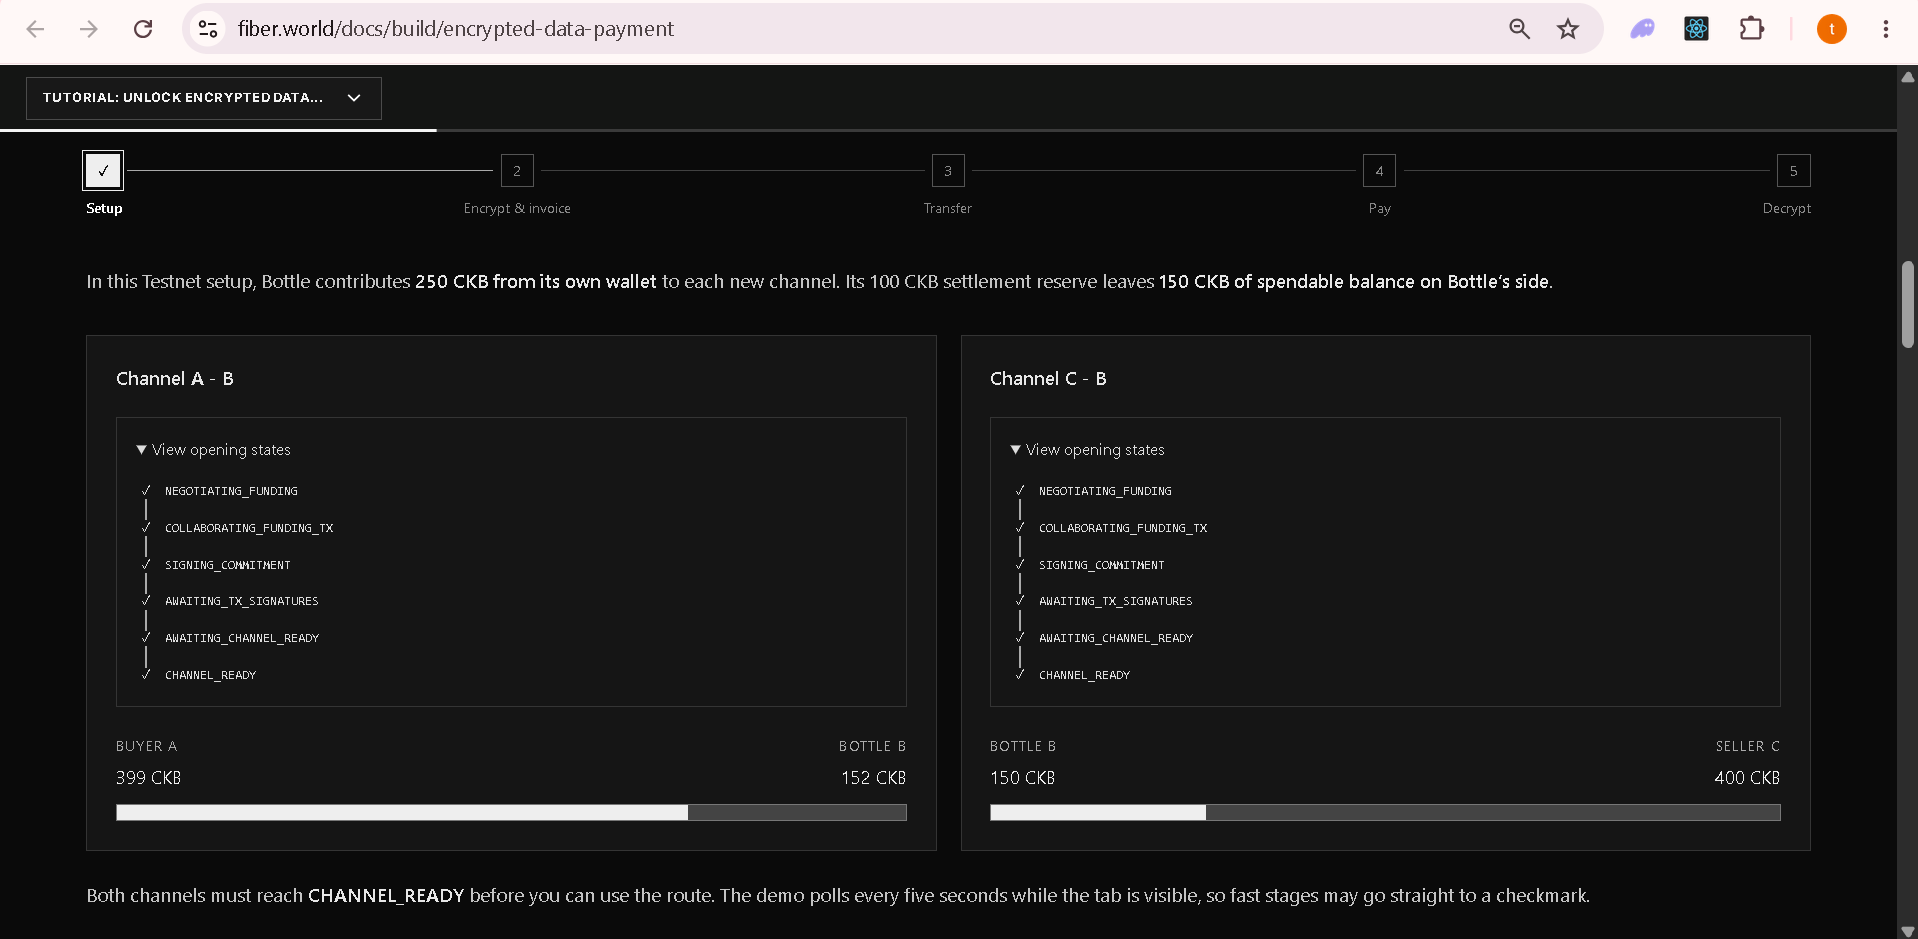 fiber.world/docs/build/encrypted-data-payment
t
TUTORIAL: UNLOCK ENCRYPTED DATA...
✓
2
3
4
5
Setup
Encrypt & invoice
Transfer
Pay
Decrypt
In this Testnet setup, Bottle contributes 250 CKB from its own wallet to each new channel. Its 100 CKB settlement reserve leaves 150 CKB of spendable balance on Bottle's side.
Channel A - B
▼ View opening states
✓ NEGOTIATING_FUNDING
✓ COLLABORATING_FUNDING_TX
✓ SIGNING_COMMITMENT
✓ AWAITING_TX_SIGNATURES
✓ AWAITING_CHANNEL_READY
✓ CHANNEL_READY
BUYER A
BOTTLE B
399 CKB
152 CKB
Channel C - B
▼ View opening states
✓ NEGOTIATING_FUNDING
✓ COLLABORATING_FUNDING_TX
✓ SIGNING_COMMITMENT
✓ AWAITING_TX_SIGNATURES
✓ AWAITING_CHANNEL_READY
✓ CHANNEL_READY
BOTTLE B
SELLER C
150 CKB
400 CKB
Both channels must reach CHANNEL_READY before you can use the route. The demo polls every five seconds while the tab is visible, so fast stages may go straight to a checkmark.